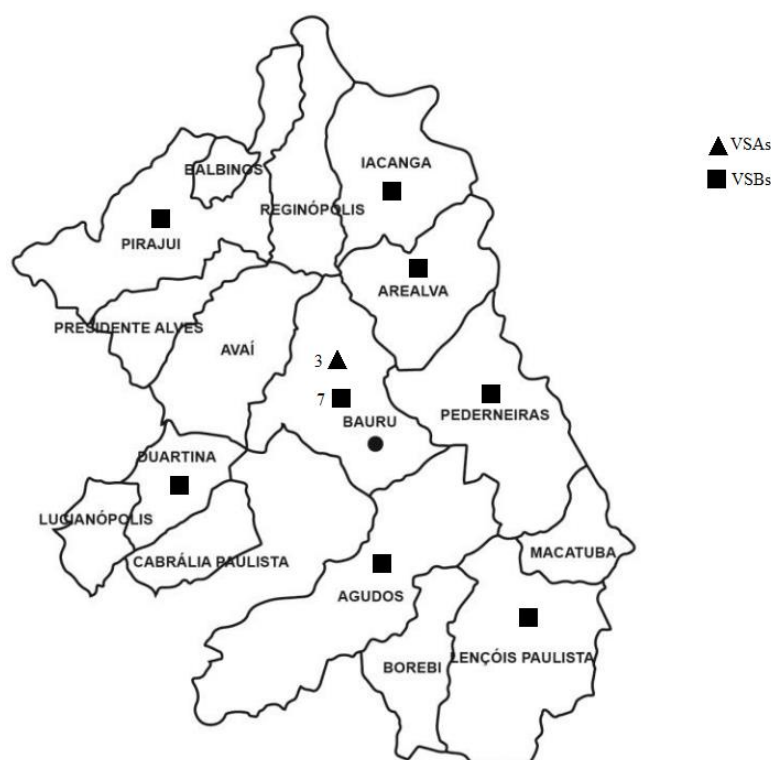 VSAs
VSBs
IACANGA
BALBINOS
REGINÓPOLIS
PIRAJUI
AREALVA
PRESIDENTE ALVES
AVAÍ
3
7
BAURU
PEDERNEIRAS
DUARTINA
LUCIANÓPOLIS
CABRÁLIA PAULISTA
MACATUBA
AGUDOS
BOREBI
LENÇÓIS PAULISTA